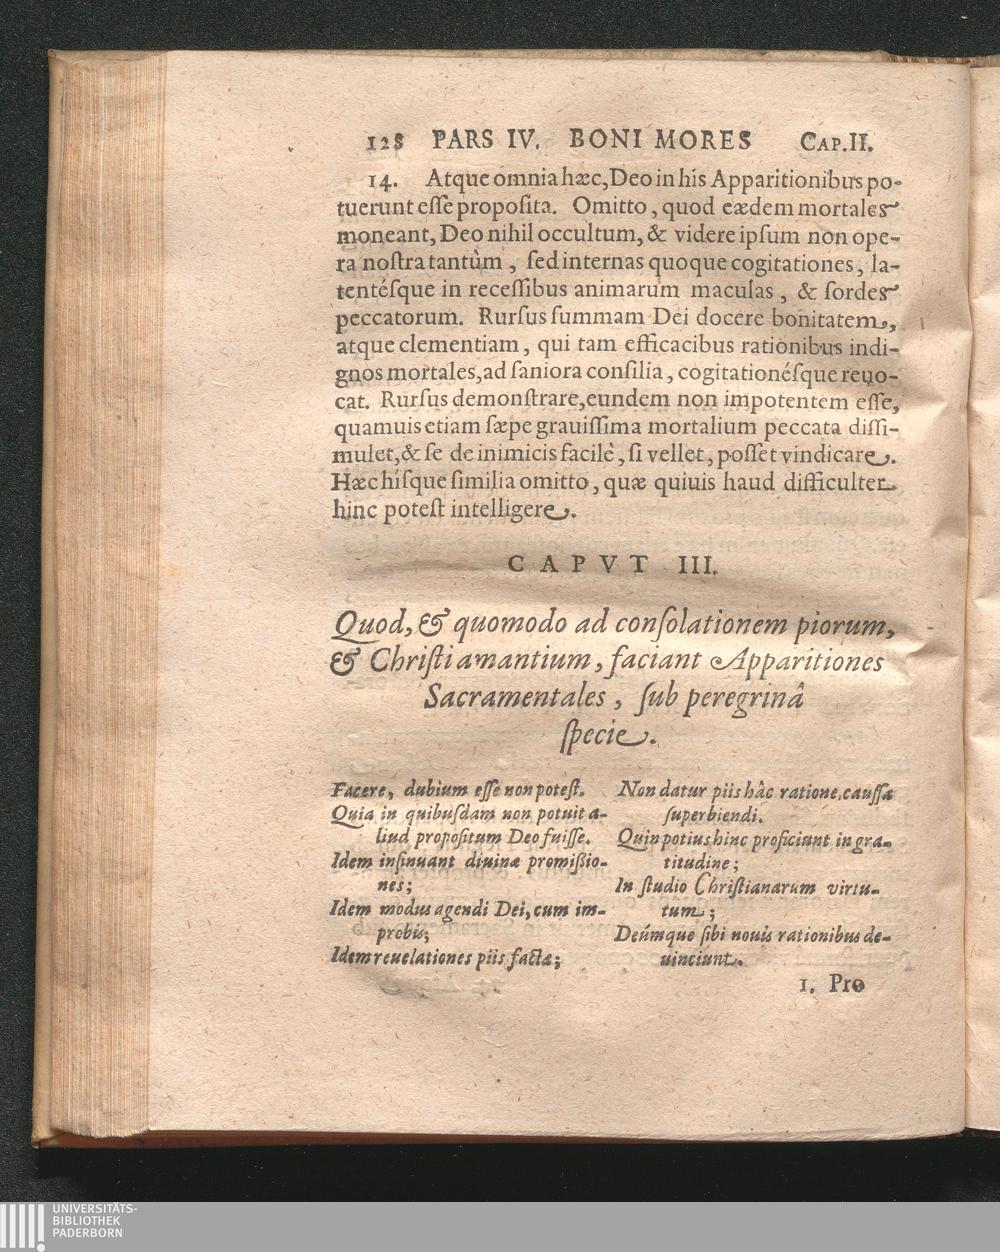 128 PARS IV. BONI MORES CAP.II.
14. Atque omnia hæc, Deo in his Apparitionibus po-
tuerunt eſſe propoſita. Omitto, quod eædem mortales
moneant, Deo nihil occultum, & videre ipſum non ope-
ra noſtra tantùm, ſed internas quoque cogitationes, la-
tentéſque in receſſibus animarum maculas, & ſordes
peccatorum. Rurſus ſummam Dei docere bonitatem,
atque clementiam, qui tam efficacibus rationibus indi-
gnos mortales, ad ſaniora conſilia, cogitationéſque reuo-
cat. Rurſus demonſtrare, eundem non impotentem eſſe,
quamuis etiam ſæpe grauiſſima mortalium peccata diſſi-
mulet, & ſe de inimicis facilè, ſi vellet, poſſet vindicare.
Hæc híſque ſimilia omitto, quæ quiuis haud difficulter
hinc poteſt intelligere.
CAPVT III.
Quod, & quomodo ad conſolationem piorum,
& Chriſti amantium, faciant Apparitiones
Sacramentales, ſub peregrinâ
ſpecie.
Facere, dubium eſſe non poteſt.
Quia in quibuſdam non potuit a-
liud propoſitum Deo fuiſſe.
Idem inſinuant diuinæ promißio-
nes;
Idem modus agendi Dei, cum im-
probis;
Idem reuelationes piis factæ;
Non datur piis hâc ratione, cauſſa
ſuperbiendi.
Quin potius hinc proficiunt in gra-
titudine;
In ſtudio Chriſtianarum virtu-
tum;
Deúmque ſibi nouis rationibus de-
uinciunt.
1. Pro
UNIVERSITÄTS-
BIBLIOTHEK
PADERBORN